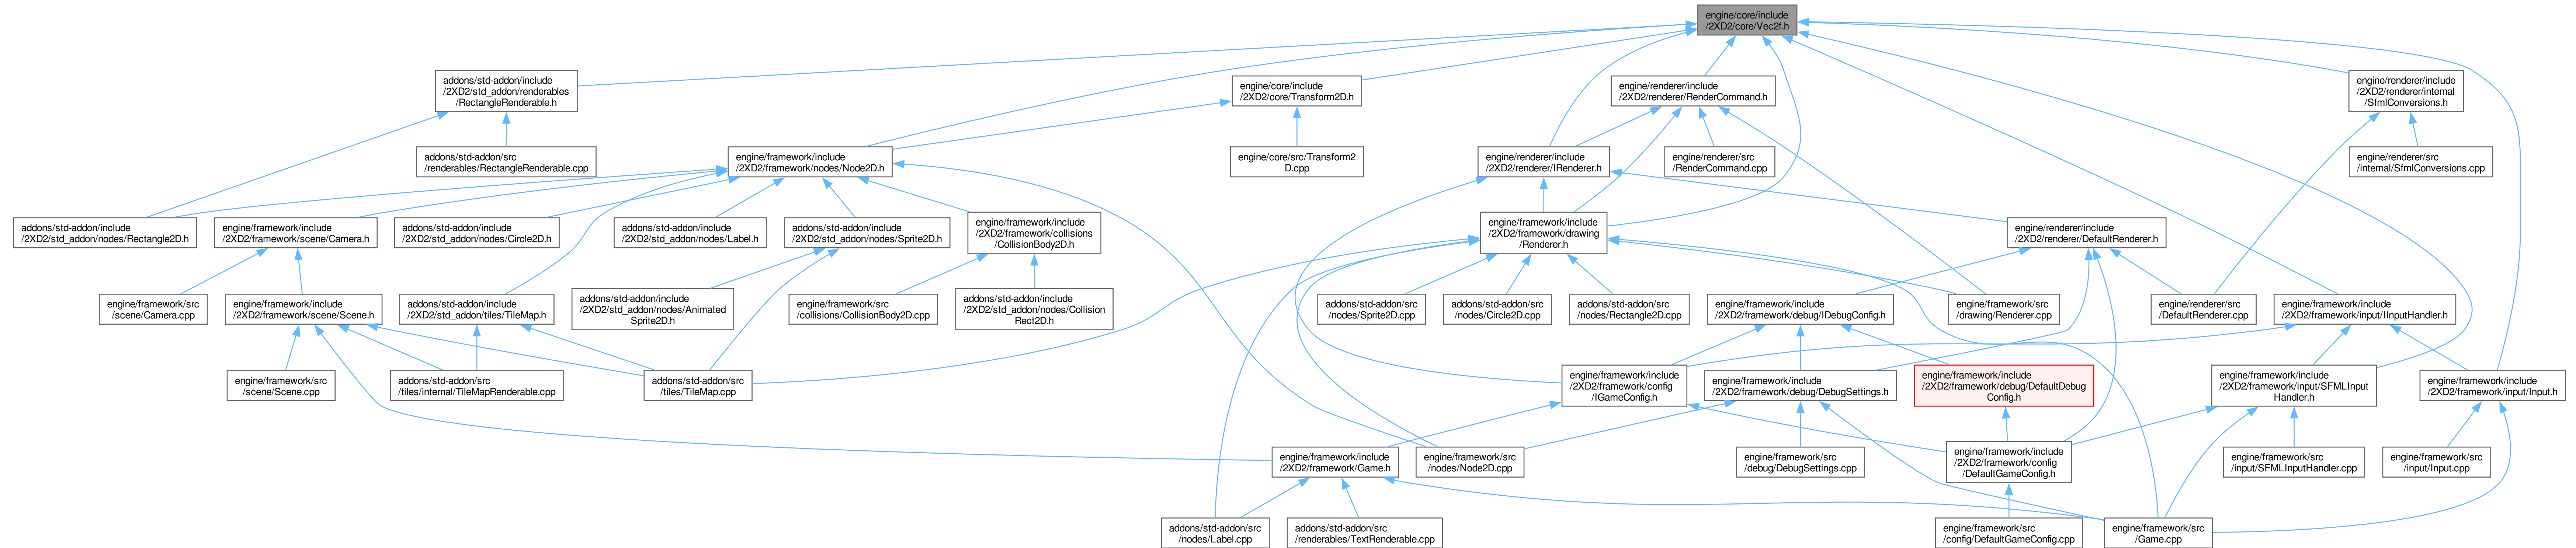 engine/core/include
/2XD2/core/Vec2f.h
addons/std-addon/include
/2XD2/std_addon/renderables
/RectangleRenderable.h
engine/core/include
/2XD2/core/Transform2D.h
engine/renderer/include
/2XD2/renderer/RenderCommand.h
engine/renderer/include
/2XD2/renderer/internal
/SfmlConversions.h
addons/std-addon/src
/renderables/RectangleRenderable.cpp
engine/framework/include
/2XD2/framework/nodes/Node2D.h
engine/core/src/Transform2
D.cpp
engine/renderer/include
/2XD2/renderer/IRenderer.h
engine/renderer/src
/RenderCommand.cpp
engine/renderer/src
/internal/SfmlConversions.cpp
addons/std-addon/include
/2XD2/std_addon/nodes/Rectangle2D.h
engine/framework/include
/2XD2/framework/scene/Camera.h
addons/std-addon/include
/2XD2/std_addon/nodes/Circle2D.h
addons/std-addon/include
/2XD2/std_addon/nodes/Label.h
addons/std-addon/include
/2XD2/std_addon/nodes/Sprite2D.h
engine/framework/include
/2XD2/framework/collisions
/CollisionBody2D.h
engine/framework/include
/2XD2/framework/drawing
/Renderer.h
engine/renderer/include
/2XD2/renderer/DefaultRenderer.h
engine/framework/src
/scene/Camera.cpp
engine/framework/include
/2XD2/framework/scene/Scene.h
addons/std-addon/include
/2XD2/std_addon/tiles/TileMap.h
addons/std-addon/include
/2XD2/std_addon/nodes/Animated
Sprite2D.h
engine/framework/src
/collisions/CollisionBody2D.cpp
addons/std-addon/include
/2XD2/std_addon/nodes/Collision
Rect2D.h
addons/std-addon/src
/nodes/Sprite2D.cpp
addons/std-addon/src
/nodes/Circle2D.cpp
addons/std-addon/src
/nodes/Rectangle2D.cpp
engine/framework/include
/2XD2/framework/debug/IDebugConfig.h
engine/framework/src
/drawing/Renderer.cpp
engine/renderer/src
/DefaultRenderer.cpp
engine/framework/include
/2XD2/framework/input/IInputHandler.h
engine/framework/src
/scene/Scene.cpp
addons/std-addon/src
/tiles/internal/TileMapRenderable.cpp
addons/std-addon/src
/tiles/TileMap.cpp
engine/framework/include
/2XD2/framework/config
/IGameConfig.h
engine/framework/include
/2XD2/framework/debug/DebugSettings.h
engine/framework/include
/2XD2/framework/debug/DefaultDebug
Config.h
engine/framework/include
/2XD2/framework/input/SFMLInput
Handler.h
engine/framework/include
/2XD2/framework/input/Input.h
engine/framework/include
/2XD2/framework/Game.h
engine/framework/src
/nodes/Node2D.cpp
engine/framework/src
/debug/DebugSettings.cpp
engine/framework/include
/2XD2/framework/config
/DefaultGameConfig.h
engine/framework/src
/input/SFMLInputHandler.cpp
engine/framework/src
/input/Input.cpp
addons/std-addon/src
/nodes/Label.cpp
addons/std-addon/src
/renderables/TextRenderable.cpp
engine/framework/src
/config/DefaultGameConfig.cpp
engine/framework/src
/Game.cpp